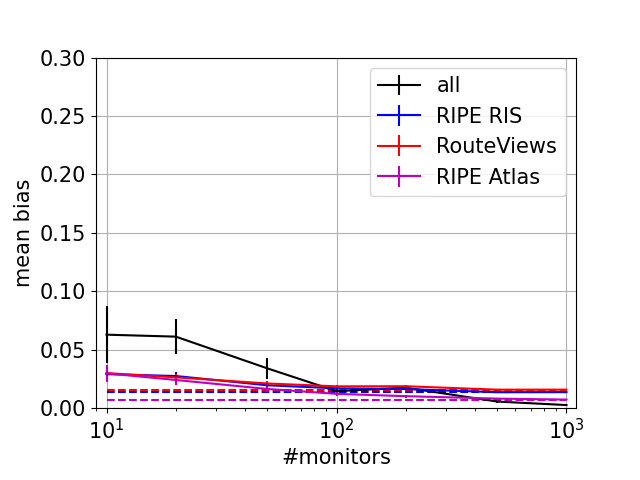 0.30
0.25
0.20
0.15
0.10
0.05
0.00
mean bias
all
RIPE RIS
RouteViews
RIPE Atlas
10¹ 10² 10³
#monitors